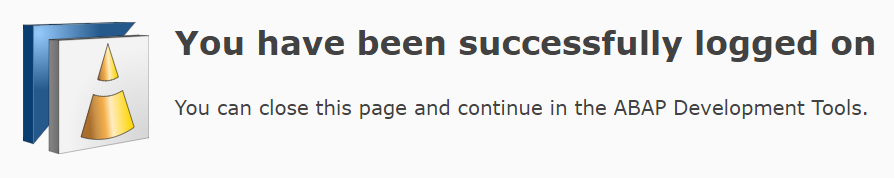 You have been successfully logged on
You can close this page and continue in the ABAP Development Tools.